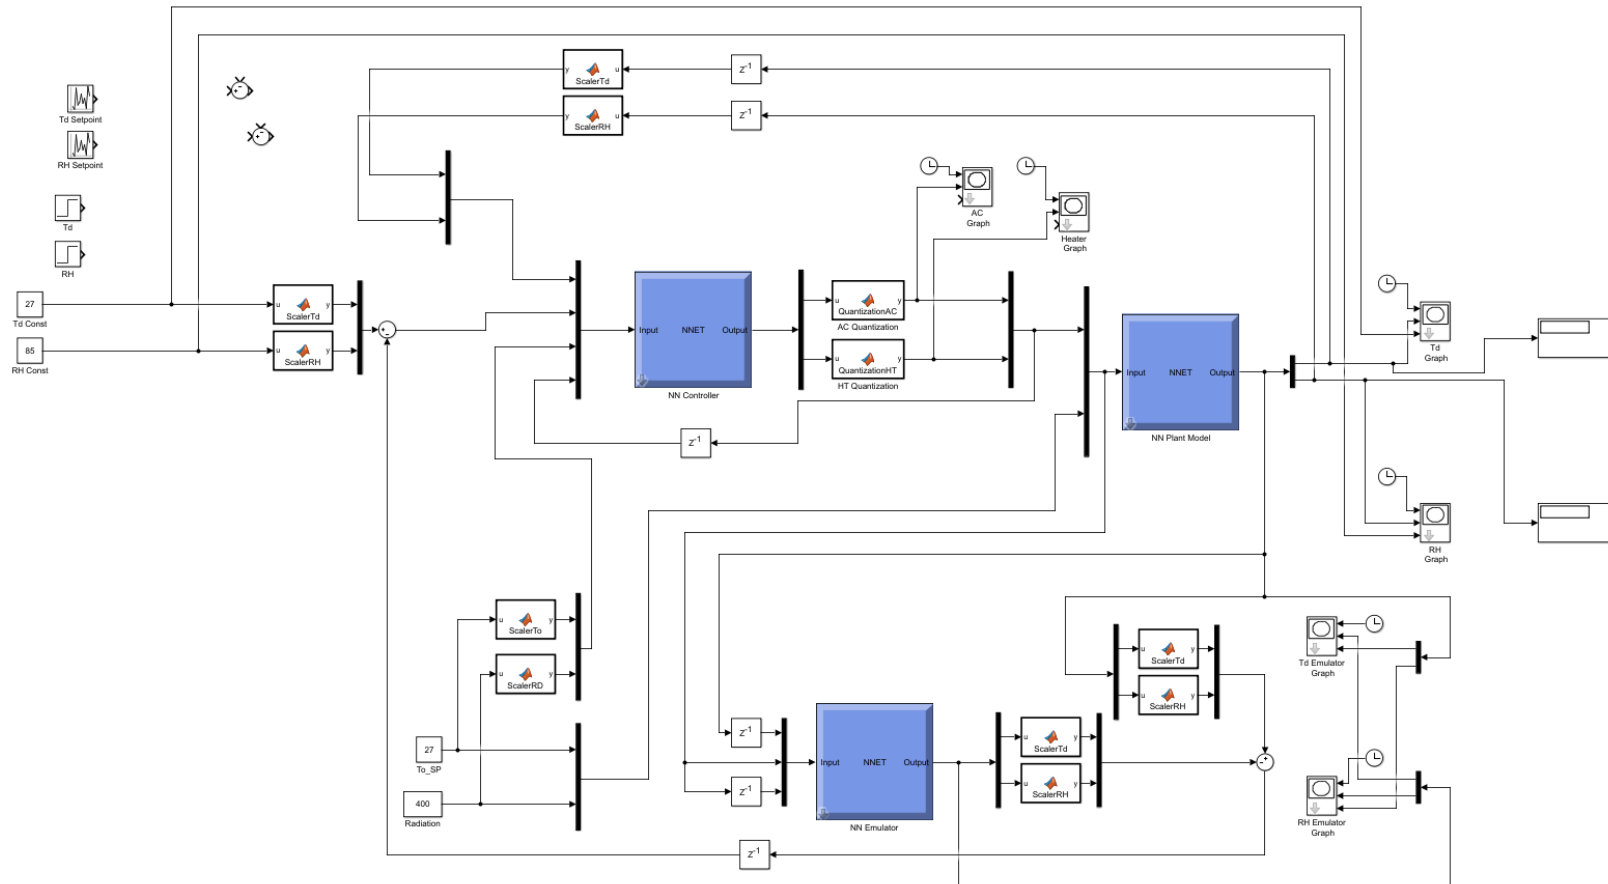 y
u
ScalerTd
Z-1
y
u
ScalerRH
Z-1
Td Setpoint
RH Setpoint
Td
RH
AC
Graph
Heater
Graph
27
Td Const
u
y
ScalerTd
85
RH Const
u
y
ScalerRH
Input
NNET
Output
NN Controller
u
y
QuantizationAC
AC Quantization
u
y
QuantizationHT
HT Quantization
Z-1
Input
NNET
Output
NN Plant Model
Td
Graph
RH
Graph
u
y
ScalerTo
u
y
ScalerRD
27
To_SP
400
Radiation
Z-1
Z-1
Input
NNET
Output
NN Emulator
u
y
ScalerTd
u
y
ScalerRH
u
y
ScalerTd
u
y
ScalerRH
Td Emulator
Graph
RH Emulator
Graph
Z-1